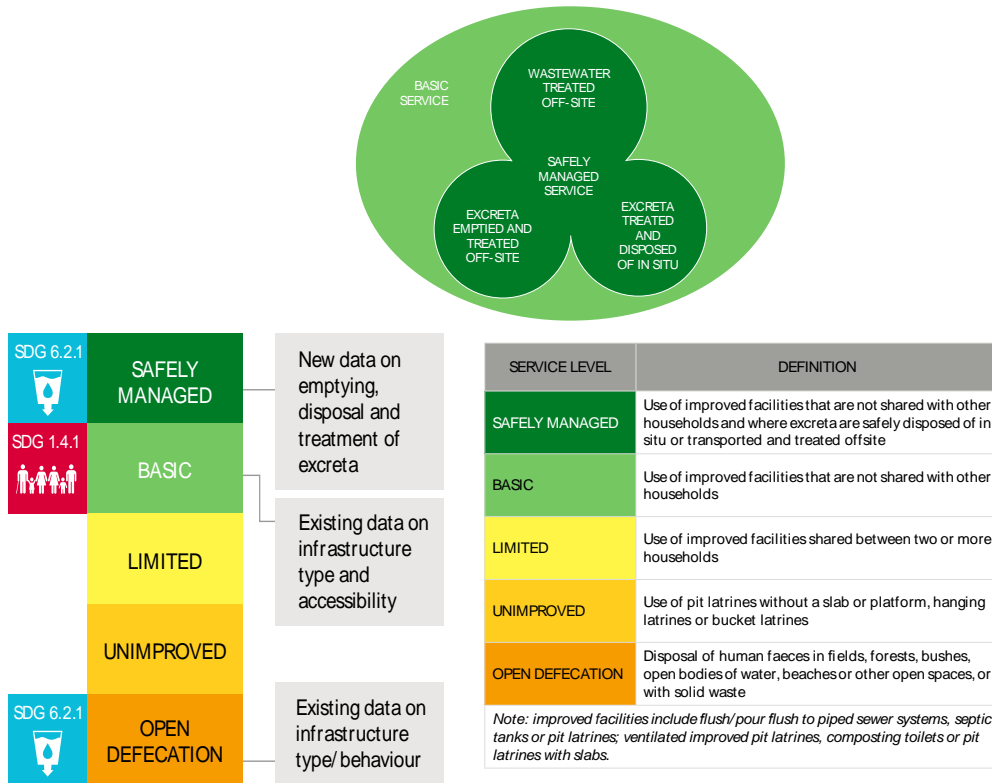 BASIC
SERVICE
WASTEWATER
TREATED
OFF-SITE
SAFELY
MANAGED
SERVICE
EXCRETA
EMPTIED AND
TREATED
OFF-SITE
EXCRETA
TREATED
AND
DISPOSED
OF IN SITU
SDG 6.2.1
SAFELY
MANAGED
New data on
emptying,
disposal and
treatment of
excreta
SDG 1.4.1
BASIC
Existing data on
infrastructure
type and
accessibility
LIMITED
UNIMPROVED
SDG 6.2.1
OPEN
DEFECATION
Existing data on
infrastructure
type/behaviour
SERVICE LEVEL
DEFINITION
SAFELY MANAGED
Use of improved facilities that are not shared with other
households and where excreta are safely disposed of in
situ or transported and treated offsite
BASIC
Use of improved facilities that are not shared with other
households
LIMITED
Use of improved facilities shared between two or more
households
UNIMPROVED
Use of pit latrines without a slab or platform, hanging
latrines or bucket latrines
OPEN DEFECATION
Disposal of human faeces in fields, forests, bushes,
open bodies of water, beaches or other open spaces, or
with solid waste
Note: improved facilities include flush/pour flush to piped sewer systems, septic
tanks or pit latrines; ventilated improved pit latrines, composting toilets or pit
latrines with slabs.